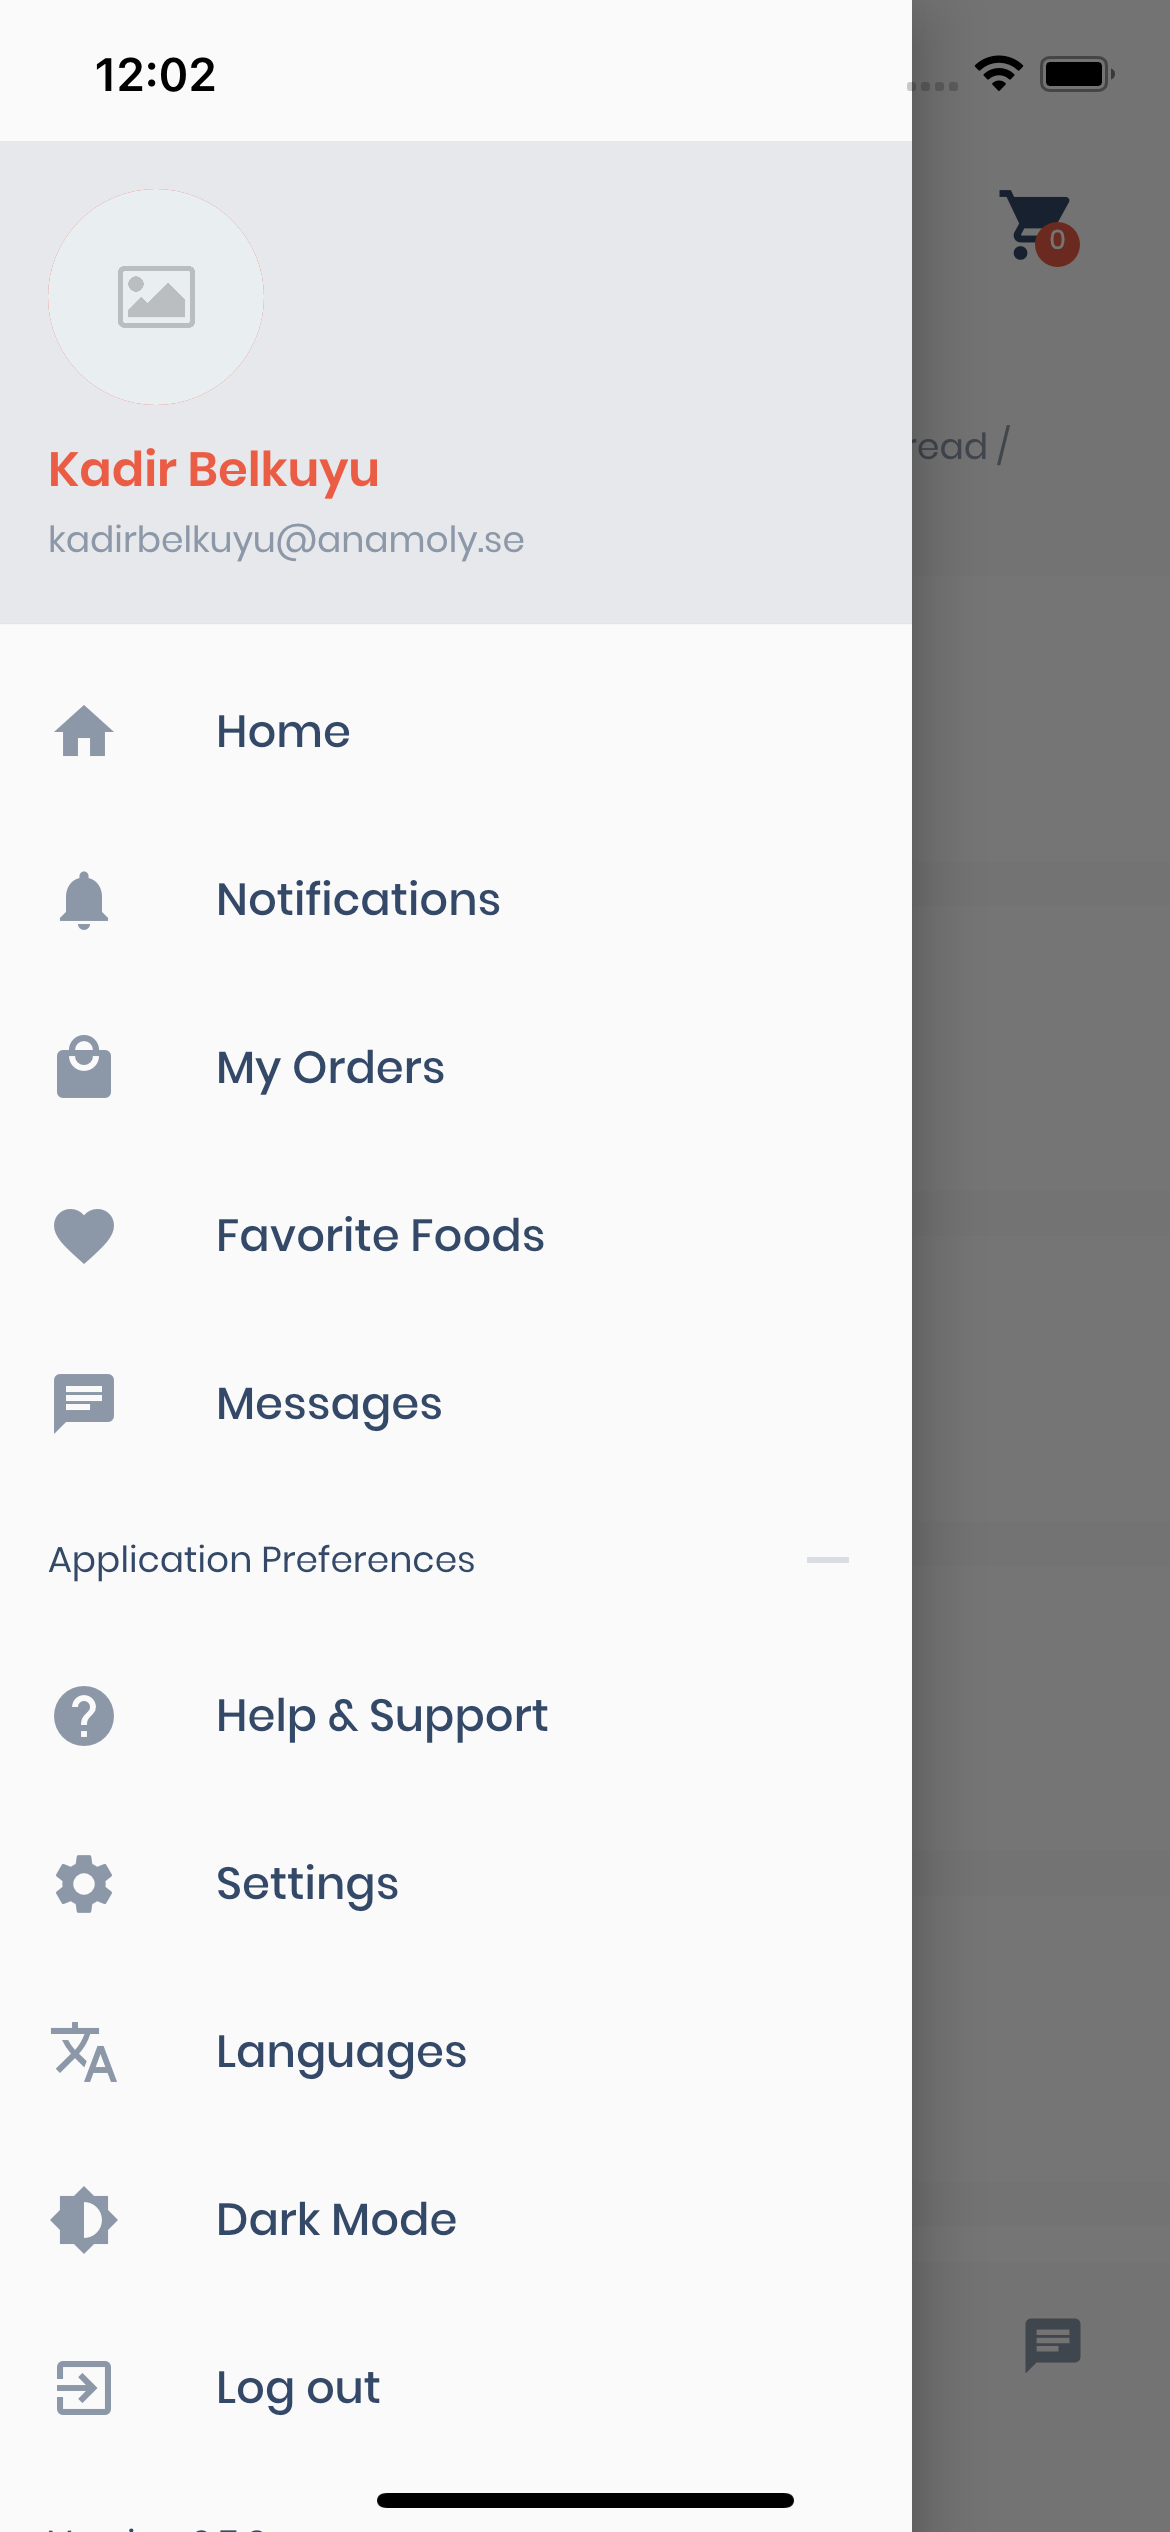 12:02
0
read /
Kadir Belkuyu
kadirbelkuyu@anamoly.se
Home
Notifications
My Orders
Favorite Foods
Messages
Application Preferences
Help & Support
Settings
Languages
Dark Mode
Log out